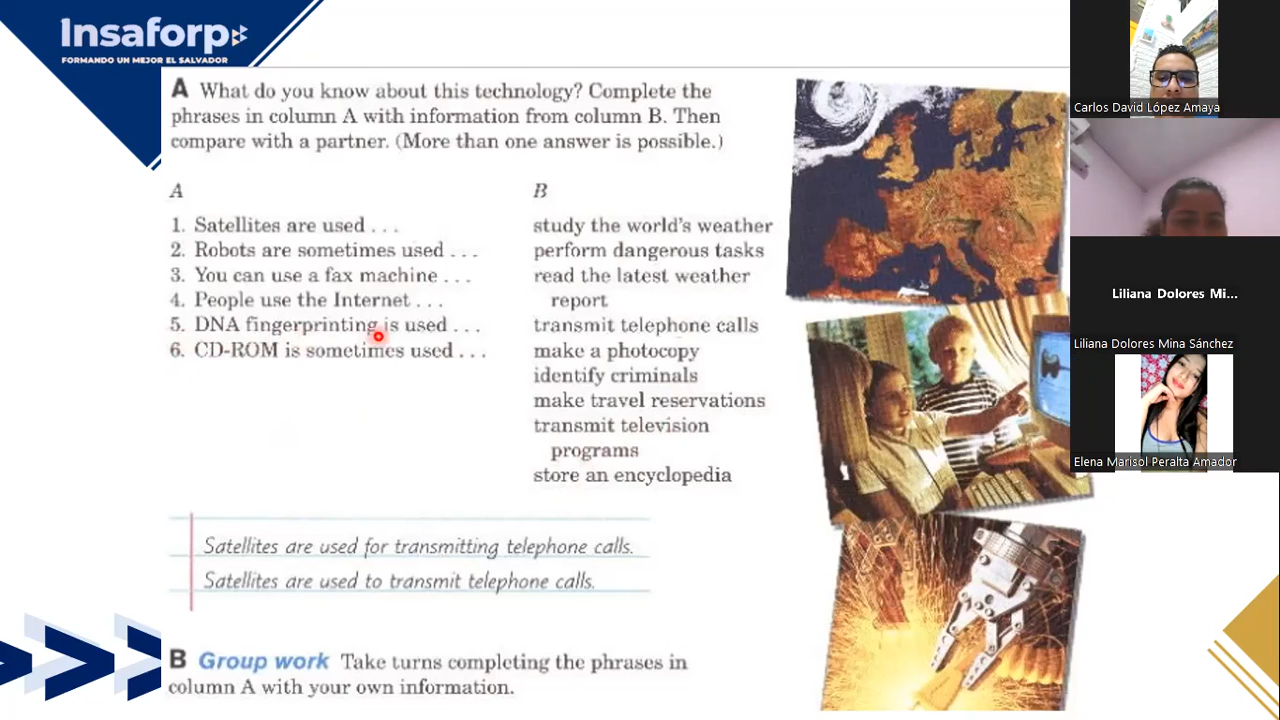 Insaforp
FORMANDO UN MEJOR EL SALVADOR
A What do you know about this technology? Complete the
phrases in column A with information from column B. Then
compare with a partner. (More than one answer is possible.)
A
1. Satellites are used . . .
2. Robots are sometimes used . . .
3. You can use a fax machine . . .
4. People use the Internet . . .
5. DNA fingerprinting is used . . .
6. CD-ROM is sometimes used . . .
B
study the world's weather
perform dangerous tasks
read the latest weather
report
transmit telephone calls
make a photocopy
identify criminals
make travel reservations
transmit television
programs
store an encyclopedia
Satellites are used for transmitting telephone calls.
Satellites are used to transmit telephone calls.
B Group work Take turns completing the phrases in
column A with your own information.
Carlos David López Amaya
Liliana Dolores Mi...
Liliana Dolores Mina Sánchez
Elena Marisol Peralta Amador